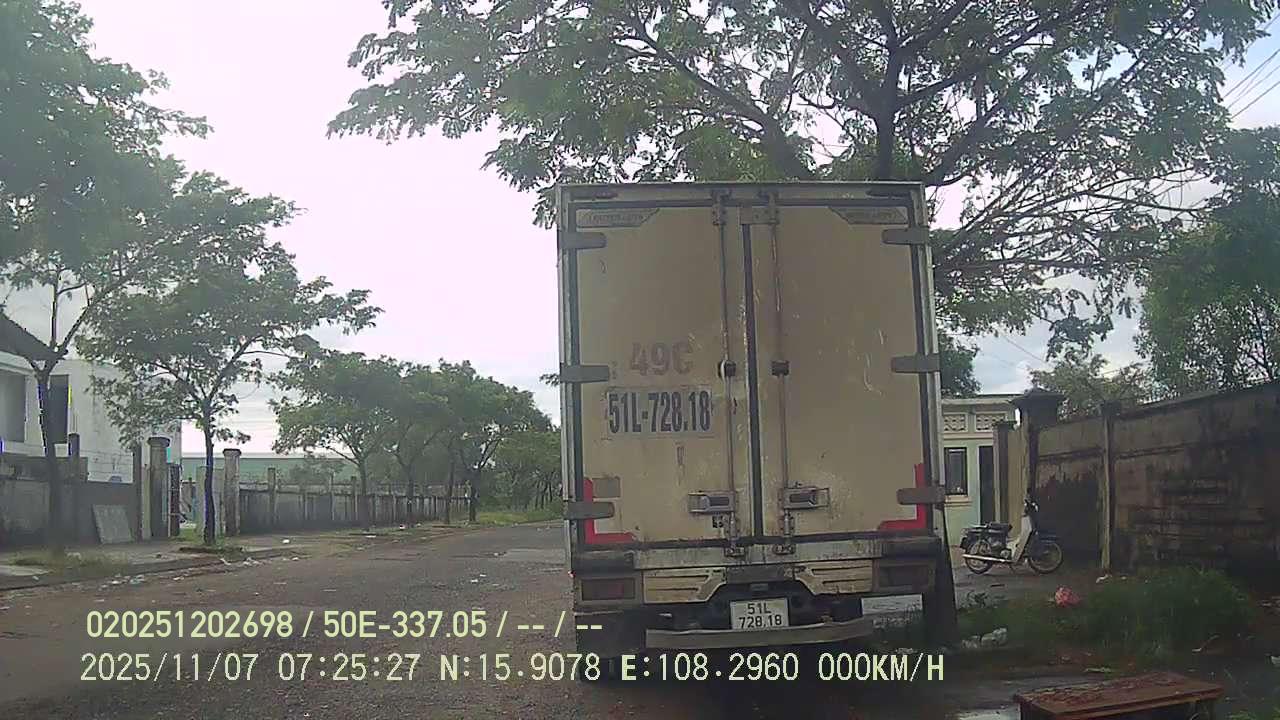 49C
51L-728.18
51L
728.18
020251202698 / 50E-337.05 / -- / --
2025/11/07 07:25:27 N:15.9078 E:108.2960 000KM/H